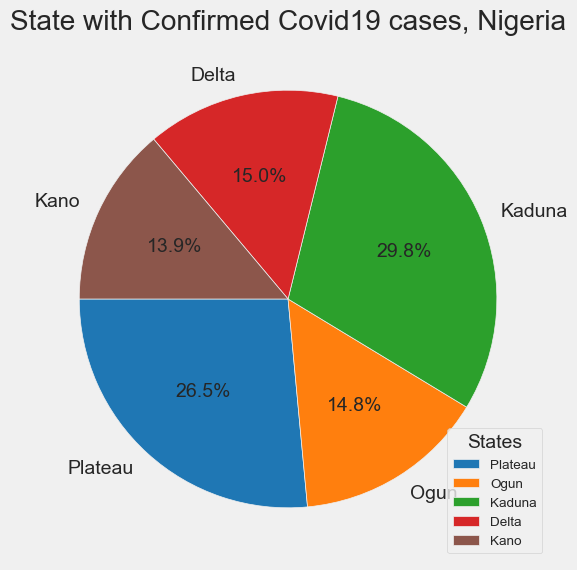 State with Confirmed Covid19 cases, Nigeria
Delta
15.0%
Kano
13.9%
Kaduna
29.8%
26.5%
14.8%
Plateau
Ogun
States
Plateau
Ogun
Kaduna
Delta
Kano